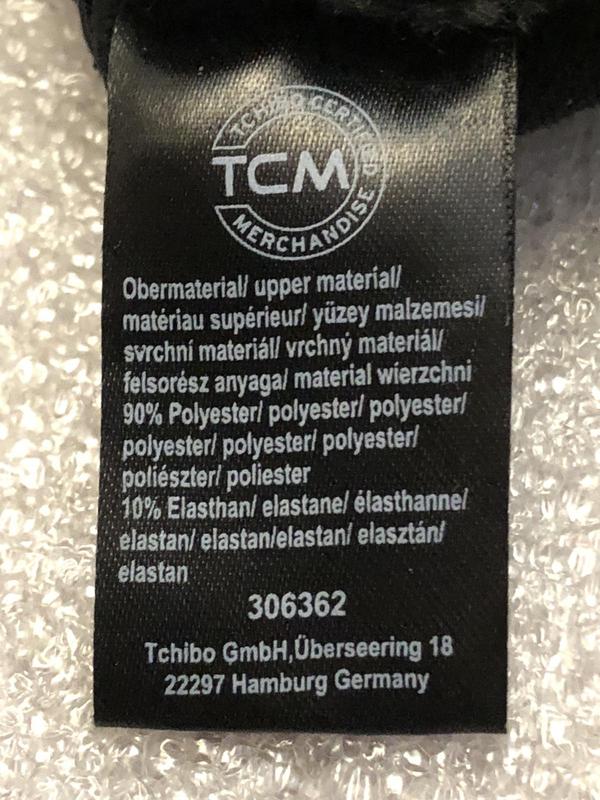 TCHIBO CERTIFIED
TCM
MERCHANDISE
Obermaterial/ upper material/
matériau supérieur/ yüzey malzemesi/
svrchní materiál/ vrchný materiál/
felsorész anyaga/ material wierzchni
90% Polyester/ polyester/ polyester/
polyester/ polyester/ polyester/
poliészter/ poliester
10% Elasthan/ elastane/ élasthanne/
elastan/ elastan/elastan/ elasztán/
elastan
306362
Tchibo GmbH,Überseering 18
22297 Hamburg Germany